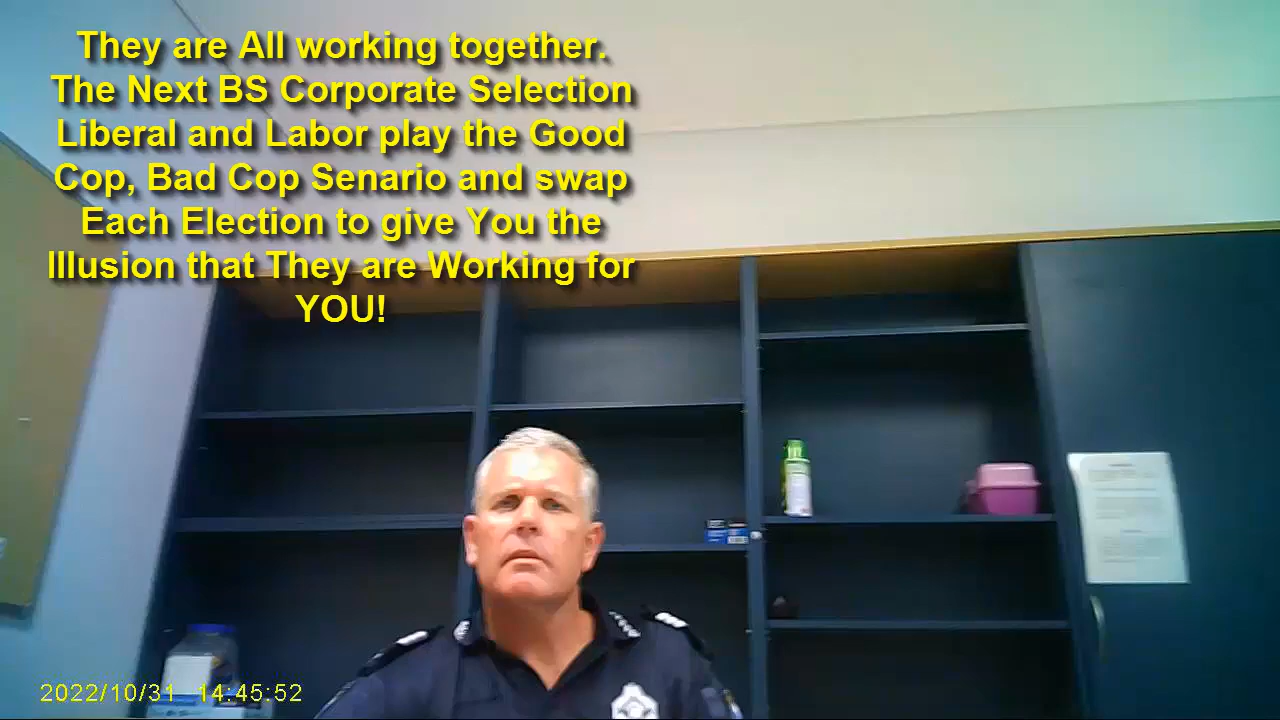 They are All working together.
The Next BS Corporate Selection
Liberal and Labor play the Good
Cop, Bad Cop Senario and swap
Each Election to give You the
Illusion that They are Working for
YOU!
2022/10/31 14:45:52